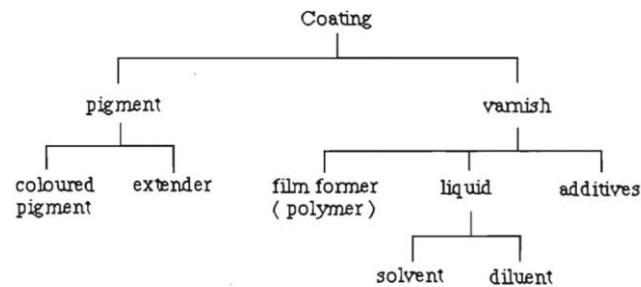 Coating
pigment varnish
coloured pigment extender film former ( polymer ) liquid additives
solvent diluent